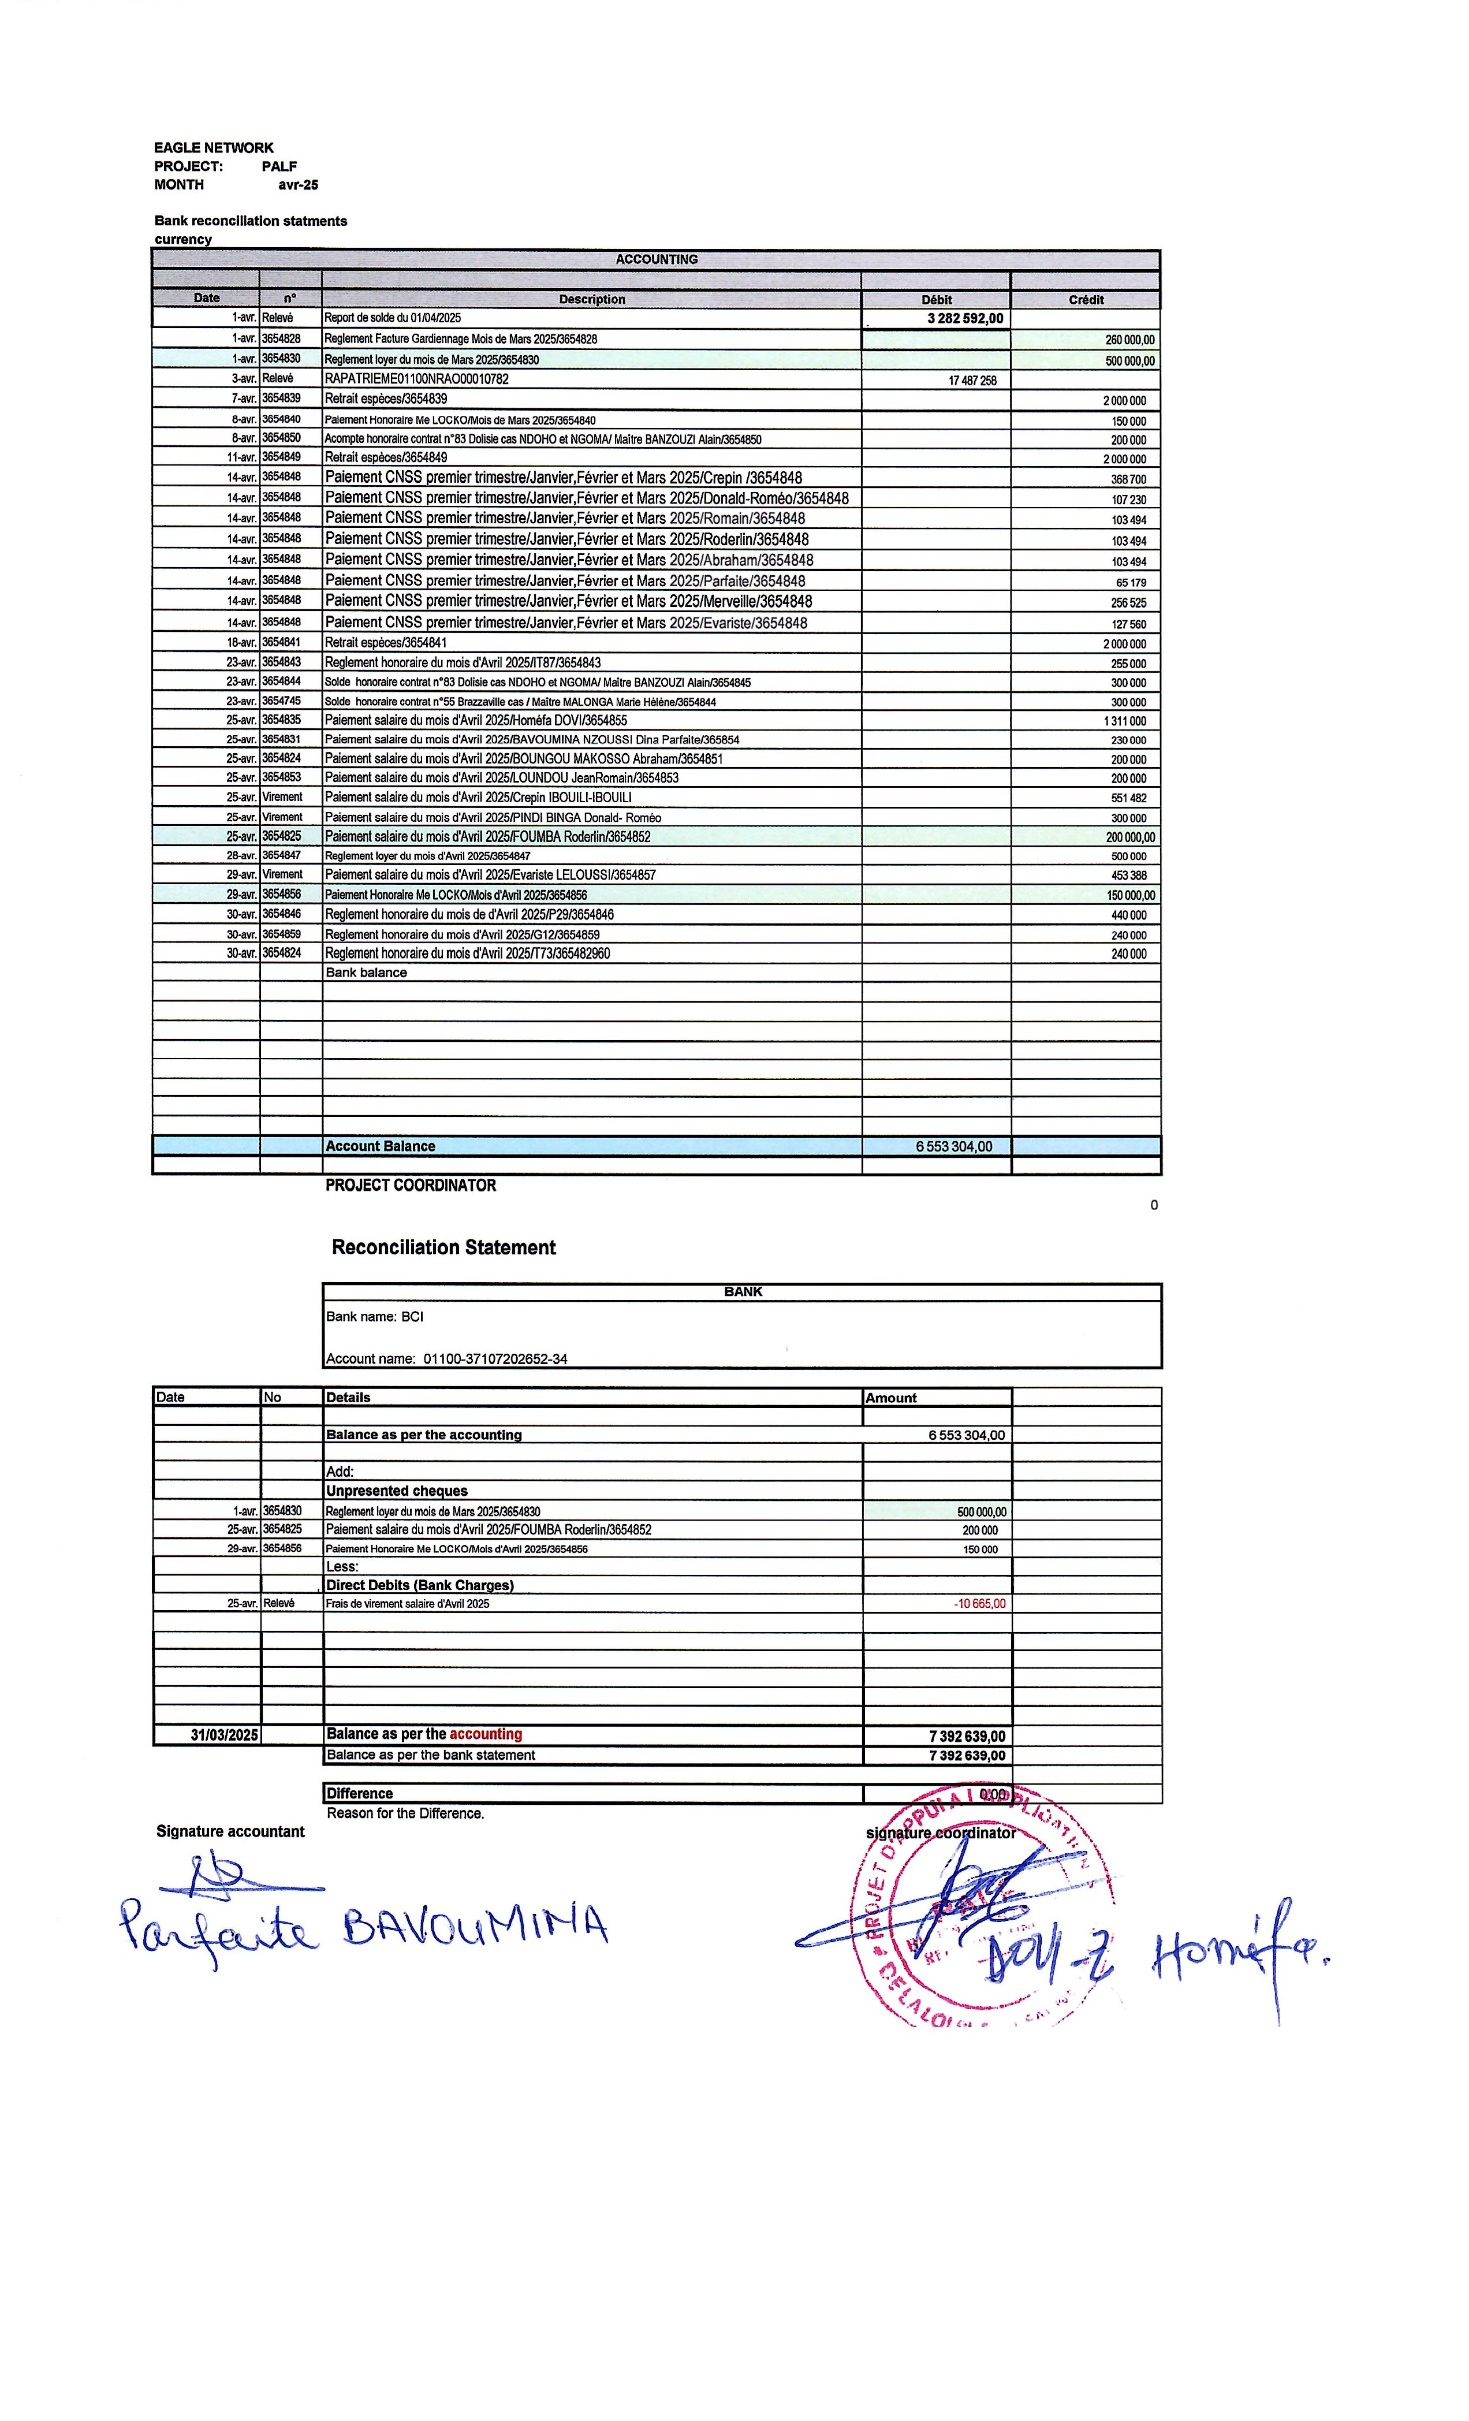 EAGLE NETWORK
PROJECT: PALF
MONTH avr-25
Bank reconciliation statments
currency
ACCOUNTING
Date n° Description Débit Crédit
1-avr. Relevé Report de solde du 01/04/2025 3 282 592,00
1-avr. 3654828 Reglement Facture Gardiennage Mois de Mars 2025/3654828 260 000,00
1-avr. 3654830 Reglement loyer du mois de Mars 2025/3654830 500 000,00
3-avr. Relevé RAPATRIEME01100NRAO00010782 17 487 258
7-avr. 3654839 Retrait espèces/3654839 2 000 000
8-avr. 3654840 Paiement Honoraire Me LOCKO/Mois de Mars 2025/3654840 150 000
8-avr. 3654850 Acompte honoraire contrat n°83 Dolisie cas NDOHO et NGOMA/ Maître BANZOUZI Alain/3654850 200 000
11-avr. 3654849 Retrait espèces/3654849 2 000 000
14-avr. 3654848 Paiement CNSS premier trimestre/Janvier,Février et Mars 2025/Crepin /3654848 368 700
14-avr. 3654848 Paiement CNSS premier trimestre/Janvier,Février et Mars 2025/Donald-Roméo/3654848 107 230
14-avr. 3654848 Paiement CNSS premier trimestre/Janvier,Février et Mars 2025/Romain/3654848 103 494
14-avr. 3654848 Paiement CNSS premier trimestre/Janvier,Février et Mars 2025/Roderlin/3654848 103 494
14-avr. 3654848 Paiement CNSS premier trimestre/Janvier,Février et Mars 2025/Abraham/3654848 103 494
14-avr. 3654848 Paiement CNSS premier trimestre/Janvier,Février et Mars 2025/Parfaite/3654848 65 179
14-avr. 3654848 Paiement CNSS premier trimestre/Janvier,Février et Mars 2025/Merveille/3654848 256 525
14-avr. 3654848 Paiement CNSS premier trimestre/Janvier,Février et Mars 2025/Evariste/3654848 127 560
18-avr. 3654841 Retrait espèces/3654841 2 000 000
23-avr. 3654843 Reglement honoraire du mois d'Avril 2025/IT87/3654843 255 000
23-avr. 3654844 Solde honoraire contrat n°83 Dolisie cas NDOHO et NGOMA/ Maître BANZOUZI Alain/3654845 300 000
23-avr. 3654745 Solde honoraire contrat n°55 Brazzaville cas / Maître MALONGA Marie Hélène/3654844 300 000
25-avr. 3654835 Paiement salaire du mois d'Avril 2025/Homéfa DOVI/3654855 1 311 000
25-avr. 3654831 Paiement salaire du mois d'Avril 2025/BAVOUMINA NZOUSSI Dina Parfaite/365854 230 000
25-avr. 3654824 Paiement salaire du mois d'Avril 2025/BOUNGOU MAKOSSO Abraham/3654851 200 000
25-avr. 3654853 Paiement salaire du mois d'Avril 2025/LOUNDOU JeanRomain/3654853 200 000
25-avr. Virement Paiement salaire du mois d'Avril 2025/Crepin IBOUILI-IBOUILI 551 482
25-avr. Virement Paiement salaire du mois d'Avril 2025/PINDI BINGA Donald- Roméo 300 000
25-avr. 3654825 Paiement salaire du mois d'Avril 2025/FOUMBA Roderlin/3654852 200 000,00
28-avr. 3654847 Reglement loyer du mois d'Avril 2025/3654847 500 000
29-avr. Virement Paiement salaire du mois d'Avril 2025/Evariste LELOUSSI/3654857 453 388
29-avr. 3654856 Paiement Honoraire Me LOCKO/Mois d'Avril 2025/3654856 150 000,00
30-avr. 3654846 Reglement honoraire du mois de d'Avril 2025/P29/3654846 440 000
30-avr. 3654859 Reglement honoraire du mois d'Avril 2025/G12/3654859 240 000
30-avr. 3654824 Reglement honoraire du mois d'Avril 2025/T73/365482960 240 000
Bank balance
Account Balance 6 553 304,00
PROJECT COORDINATOR
0
Reconciliation Statement
BANK
Bank name: BCI
Account name: 01100-37107202652-34
Date No Details Amount
Balance as per the accounting 6 553 304,00
Add:
Unpresented cheques
1-avr. 3654830 Reglement loyer du mois de Mars 2025/3654830 500 000,00
25-avr. 3654825 Paiement salaire du mois d'Avril 2025/FOUMBA Roderlin/3654852 200 000
29-avr. 3654856 Paiement Honoraire Me LOCKO/Mois d'Avril 2025/3654856 150 000
Less:
Direct Debits (Bank Charges)
25-avr. Relevé Frais de virement salaire d'Avril 2025 -10 665,00
31/03/2025 Balance as per the accounting 7 392 639,00
Balance as per the bank statement 7 392 639,00
Difference 0,00
Reason for the Difference.
Signature accountant signature coordinator
PROJET D'APPUI A L'APPLICATION DE LA LOI
Parfaite BAVOUMINA
DOVI-Z Homéfa.